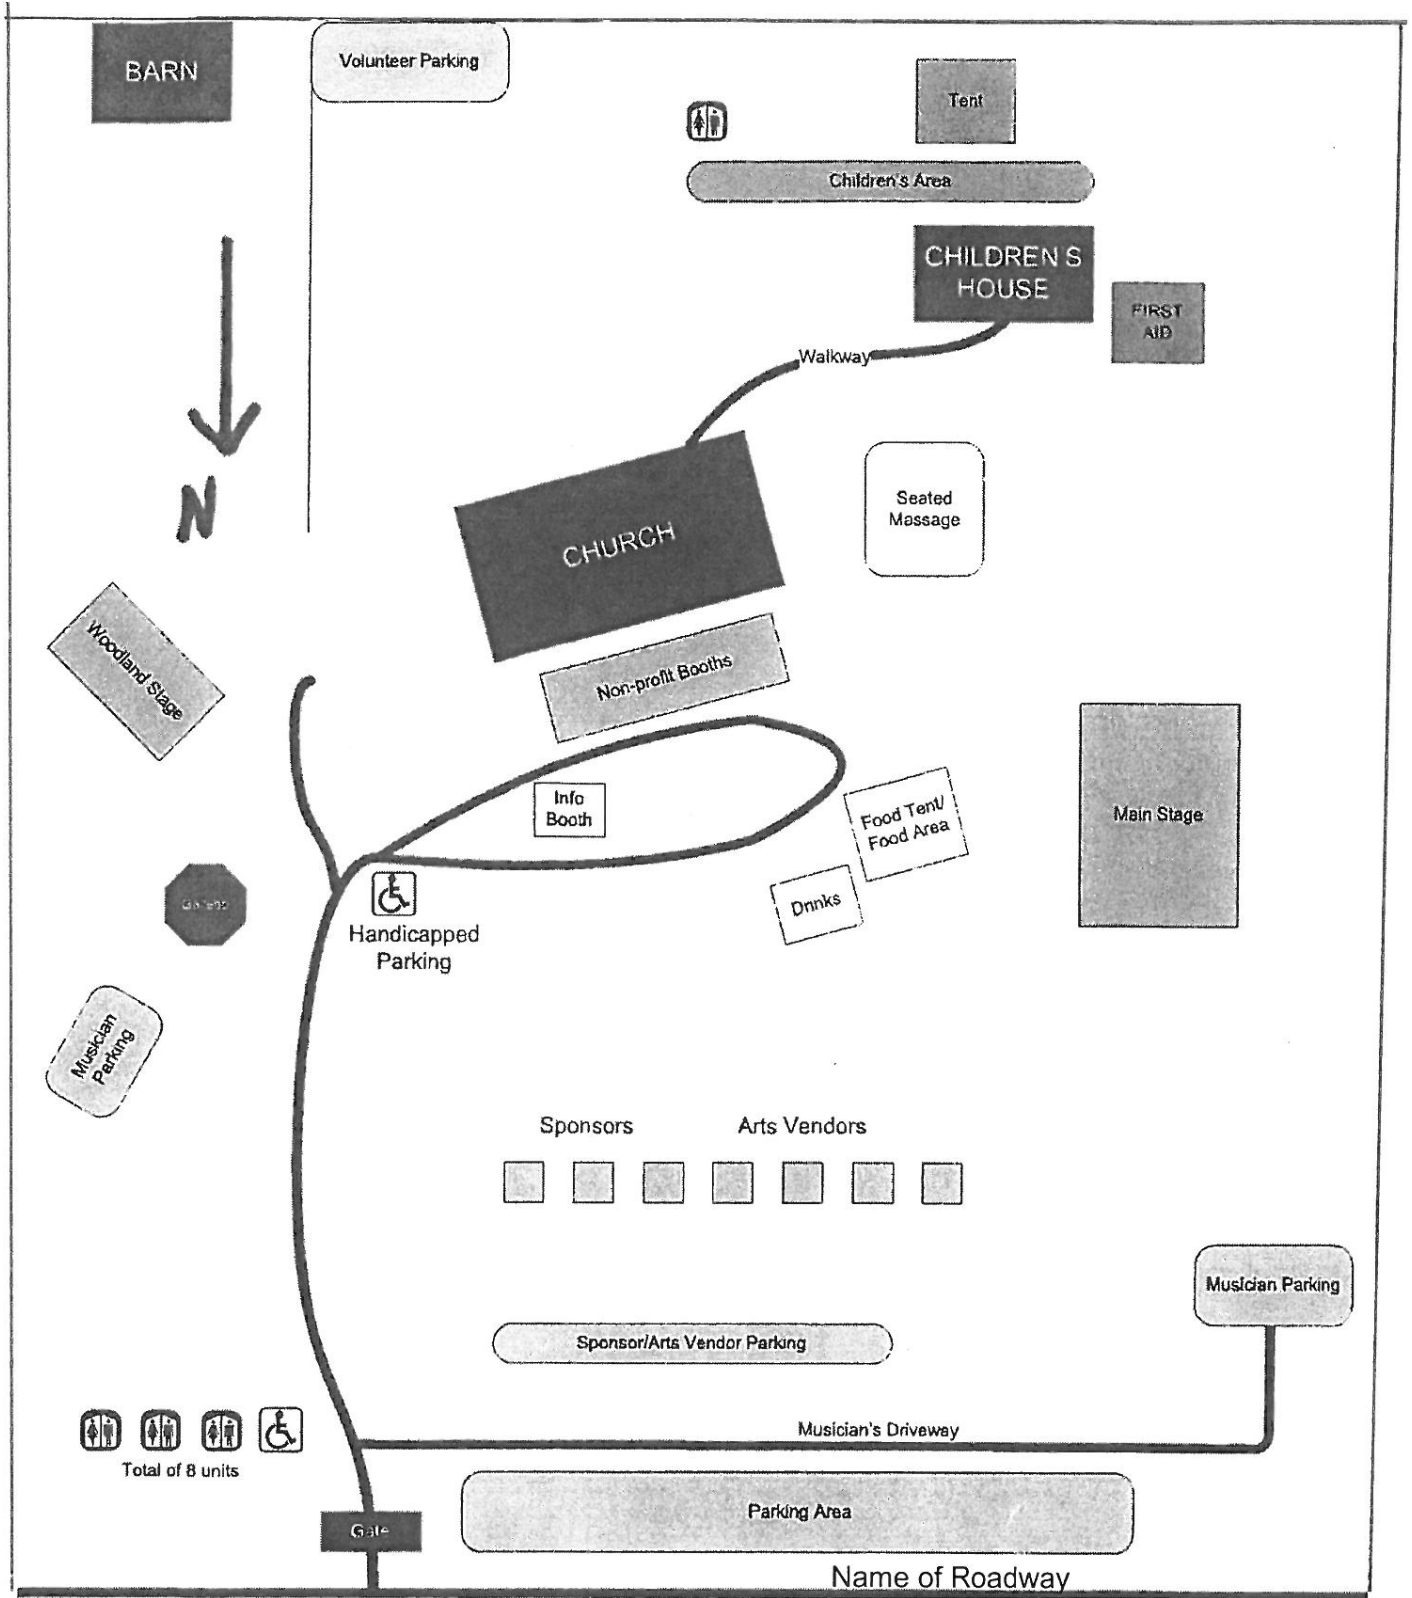 BARN
Volunteer Parking
Tent
Children's Area
CHILDREN'S
HOUSE
FIRST
AID
Walkway
N
CHURCH
Seated
Massage
Woodland Stage
Non-profit Booths
Info
Booth
Food Tent/
Food Area
Main Stage
Drinks
Handicapped
Parking
Musician
Parking
Sponsors
Arts Vendors
Musician Parking
Sponsor/Arts Vendor Parking
Musician's Driveway
Total of 8 units
Parking Area
Gate
Name of Roadway